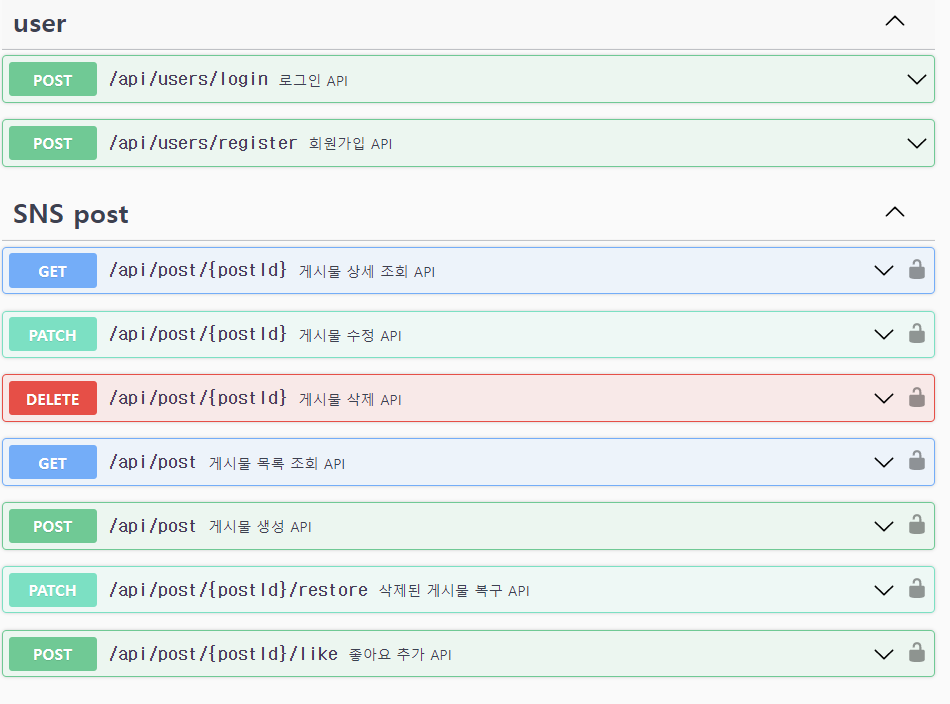 user
POST /api/users/login 로그인 API
POST /api/users/register 회원가입 API
SNS post
GET /api/post/{postId} 게시물 상세 조회 API
PATCH /api/post/{postId} 게시물 수정 API
DELETE /api/post/{postId} 게시물 삭제 API
GET /api/post 게시물 목록 조회 API
POST /api/post 게시물 생성 API
PATCH /api/post/{postId}/restore 삭제된 게시물 복구 API
POST /api/post/{postId}/like 좋아요 추가 API